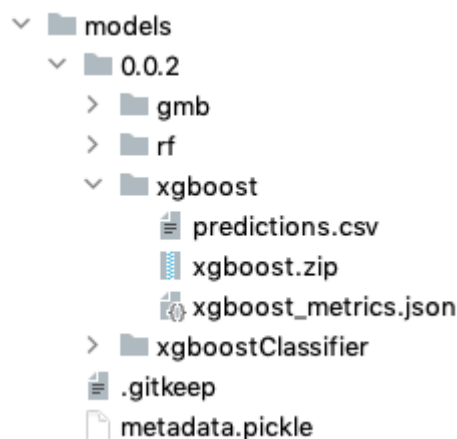 models
0.0.2
gmb
rf
xgboost
predictions.csv
xgboost.zip
xgboost_metrics.json
xgboostClassifier
.gitkeep
metadata.pickle